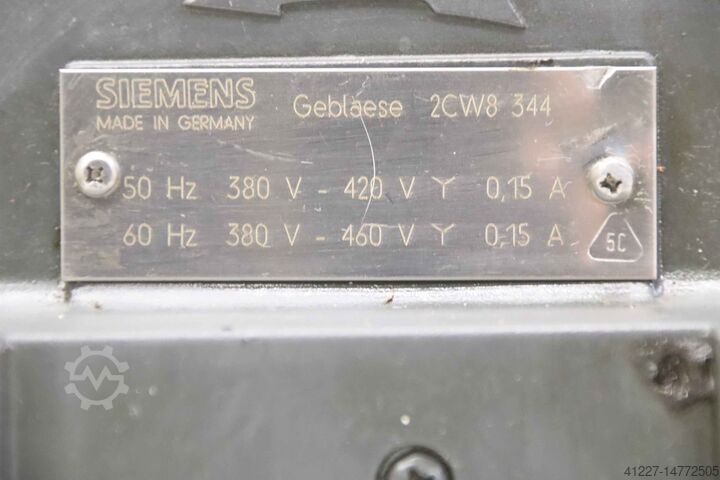 SIEMENS Geblaese 2CW8 344
MADE IN GERMANY
50 Hz 380 V - 420 V Y 0,15 A
60 Hz 380 V - 460 V Y 0,15 A
5C
41227-14772505